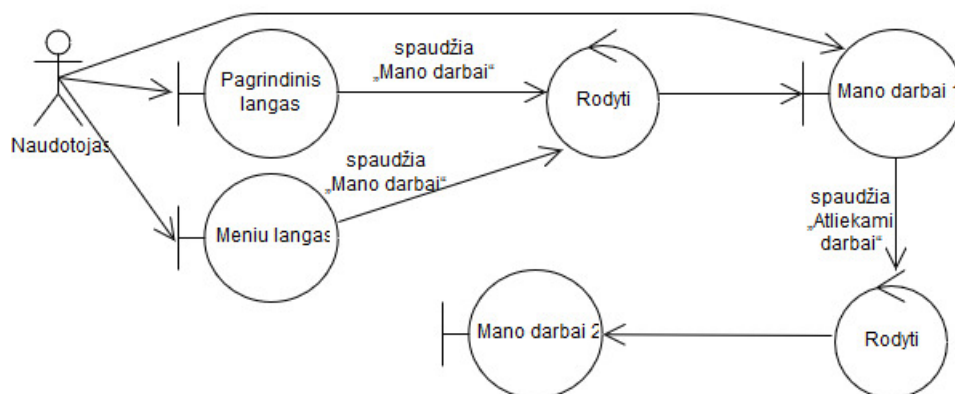 spaudžia
„Mano darbai“
Pagrindinis
langas
Rodyti
Mano darbai 1
Naudotojas
spaudžia
„Mano darbai“
Meniu langas
spaudžia
„Atliekami
darbai“
Mano darbai 2
Rodyti